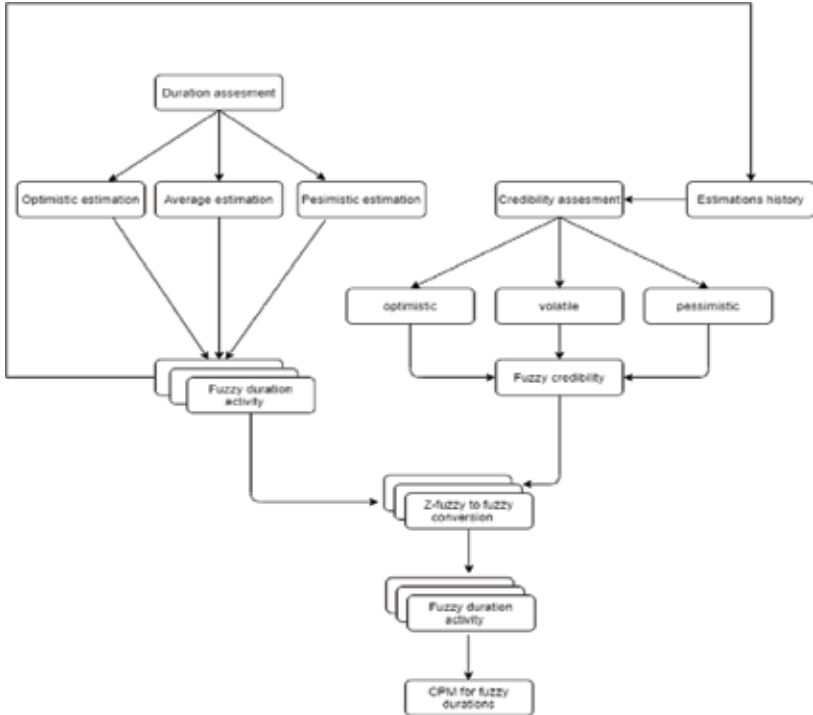 Duration assesment
Optimistic estimation
Average estimation
Pesimistic estimation
Credibility assesment
Estimations history
optimistic
volatile
pessimistic
Fuzzy duration
activity
Fuzzy credibility
Z-fuzzy to fuzzy
conversion
Fuzzy duration
activity
CPM for fuzzy
durations